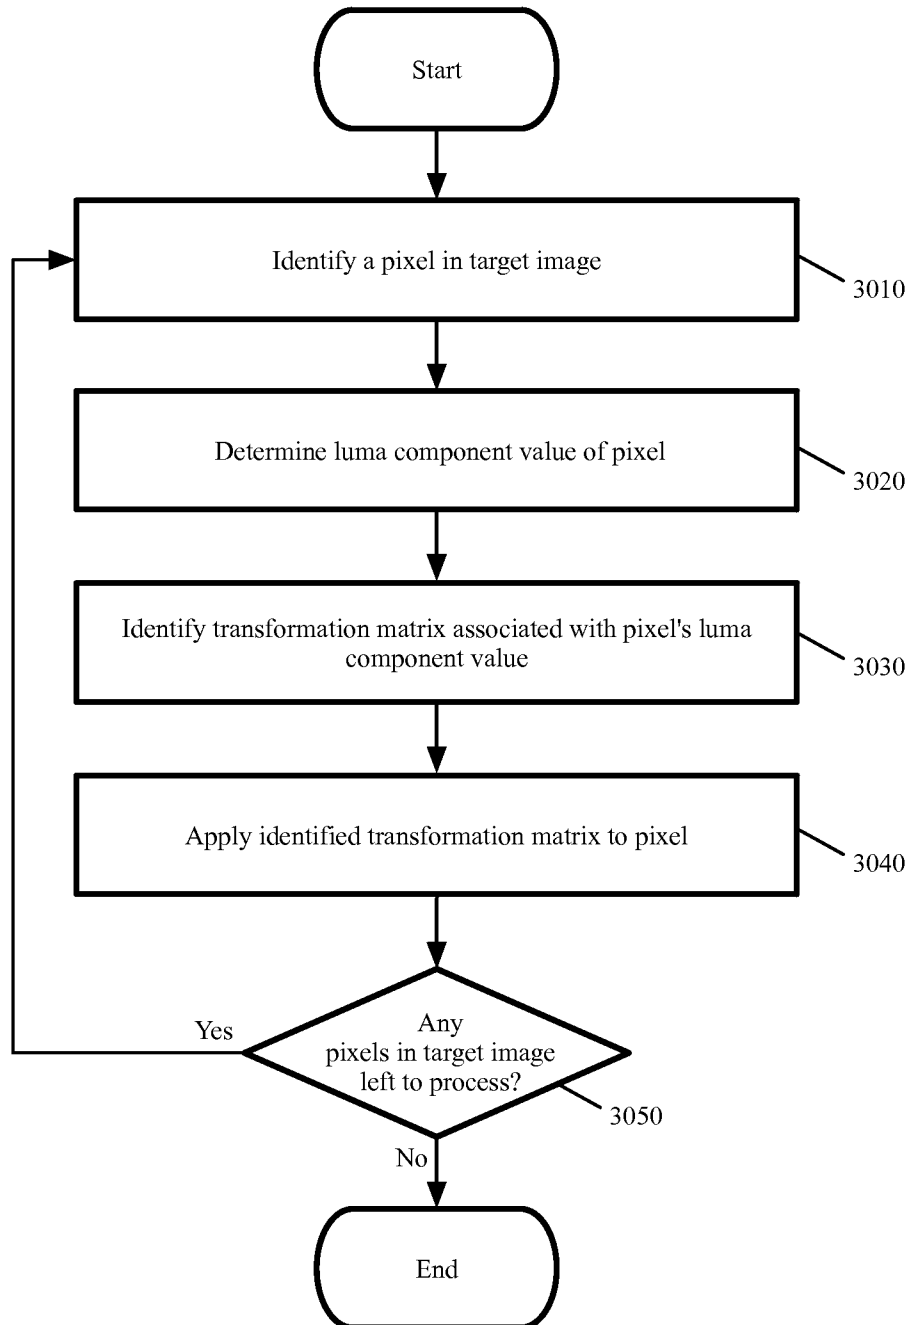 Start
Identify a pixel in target image
3010
Determine luma component value of pixel
3020
Identify transformation matrix associated with pixel's luma
component value
3030
Apply identified transformation matrix to pixel
3040
Any
pixels in target image
left to process?
Yes
3050
No
End